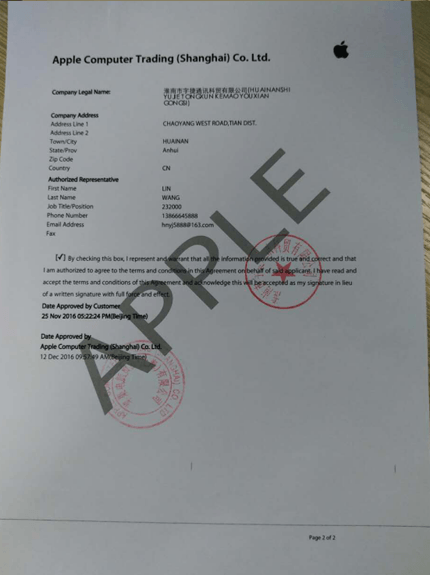 Apple Computer Trading (Shanghai) Co. Ltd.
Company Legal Name: 淮南市宇捷通讯科贸有限公司(HUAINANSHI
YUJIETONGXUN KEMAOYOUXIAN
GONGSI)
Company Address
Address Line 1 CHAOYANG WEST ROAD,TIAN DIST.
Address Line 2
Town/City HUAINAN
State/Prov Anhui
Zip Code
Country CN
Authorized Representative
First Name LIN
Last Name WANG
Job Title/Position 232000
Phone Number 13866645888
Email Address hnyj5888@163.com
Fax
[✓] By checking this box, I represent and warrant that all the information provided is true and correct and that
I am authorized to agree to the terms and conditions in this Agreement on behalf of said applicant. I have read and
accept the terms and conditions of this Agreement and acknowledge this will be accepted as my signature in lieu
of a written signature with full force and effect.
Date Approved by Customer
25 Nov 2016 05:22:24 PM(Beijing Time)
Date Approved by
Apple Computer Trading (Shanghai) Co. Ltd.
12 Dec 2016 09:57:49 AM(Beijing Time)
APPLE
Page 2 of 2